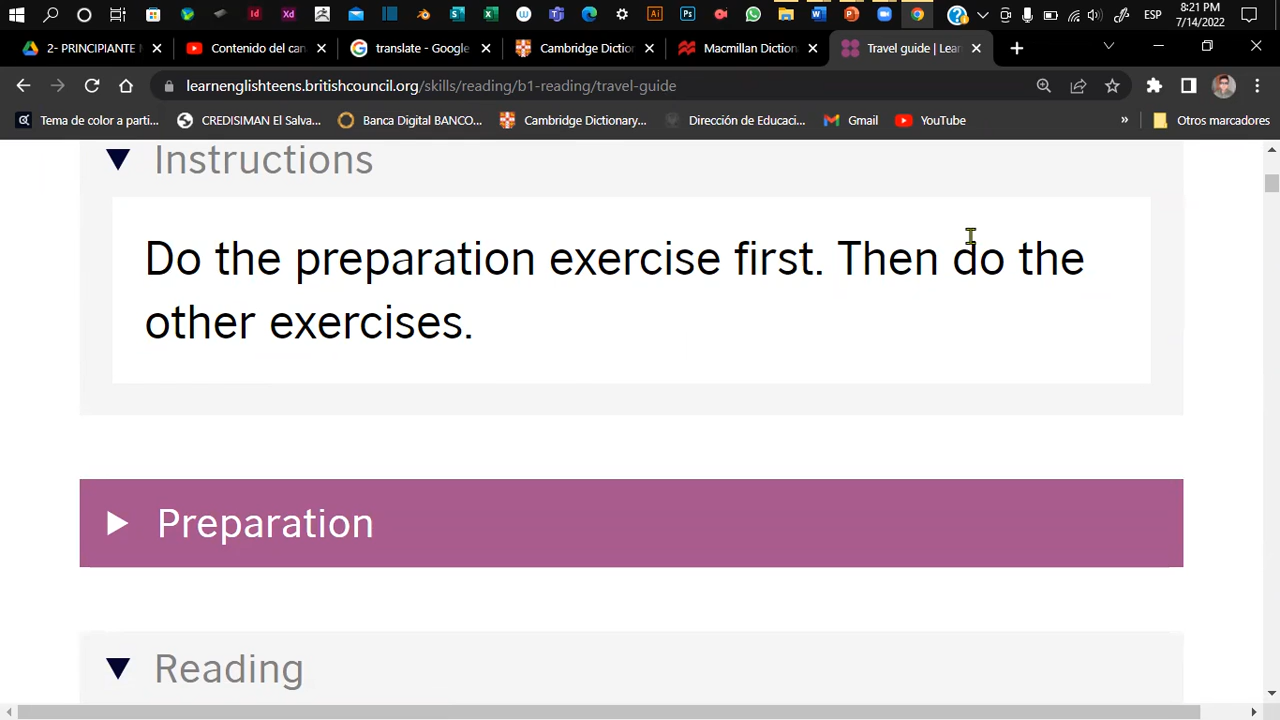 8:21 PM
ESP
7/14/2022
2- PRINCIPIANTE M
Contenido del can
translate - Google
Cambridge Dictior
Macmillan Dictiona
Travel guide | Lear
learnenglishteens.britishcouncil.org/skills/reading/b1-reading/travel-guide
Tema de color a parti...
CREDISIMAN El Salva...
Banca Digital BANCO...
Cambridge Dictionary...
Dirección de Educaci...
Gmail
YouTube
»
Otros marcadores
Instructions
Do the preparation exercise first. Then do the
other exercises.
Preparation
Reading